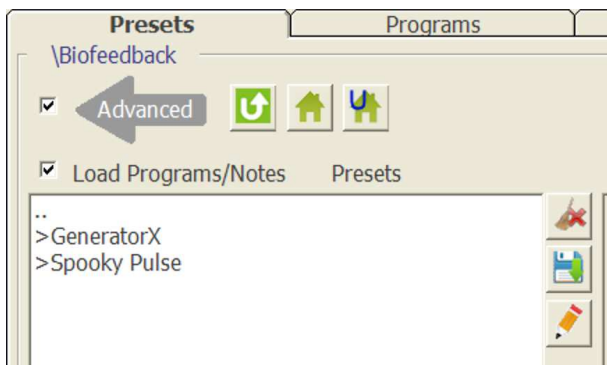 Presets Programs
\Biofeedback
Advanced U
Load Programs/Notes Presets
..
>GeneratorX
>Spooky Pulse